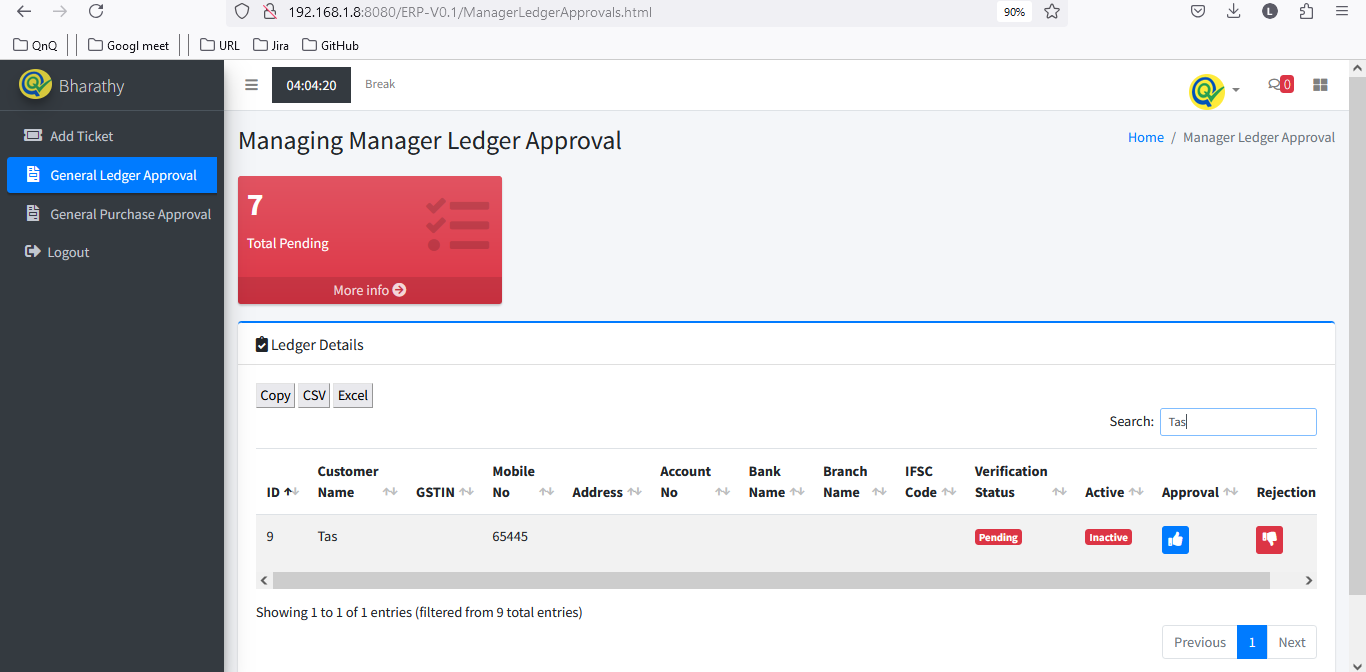 192.168.1.8:8080/ERP-V0.1/ManagerLedgerApprovals.html 90% L
QnQ Googl meet URL Jira GitHub
Bharathy 04:04:20 Break 0
Add Ticket
General Ledger Approval
General Purchase Approval
Logout
Managing Manager Ledger Approval Home / Manager Ledger Approval
7
Total Pending
More info
Ledger Details
Copy CSV Excel
Search: Tas
ID Customer Name GSTIN Mobile No Address Account No Bank Name Branch Name IFSC Code Verification Status Active Approval Rejection
9 Tas 65445 Pending Inactive
Showing 1 to 1 of 1 entries (filtered from 9 total entries)
Previous 1 Next